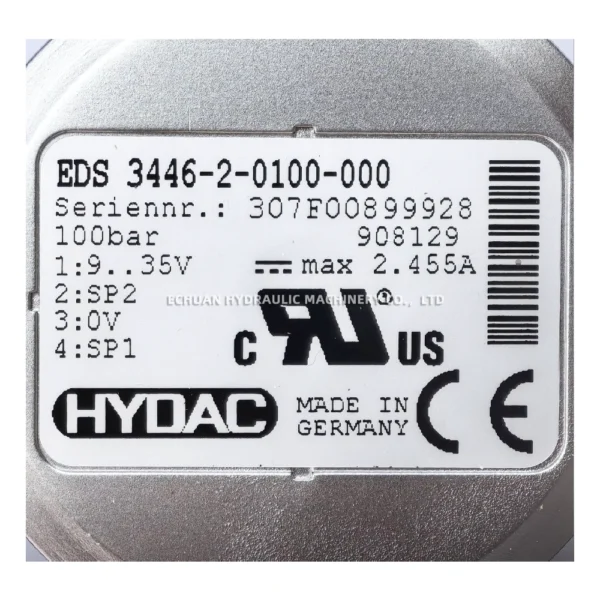 EDS 3446-2-0100-000
Seriennr.: 307F00899928
100bar 908129
1:9..35V ⎓ max 2.455A
2:SP2
ECHUAN HYDRAULIC MACHINERY CO., LTD
3:0V
4:SP1
C RU ® US
HYDAC
MADE IN
GERMANY
CE